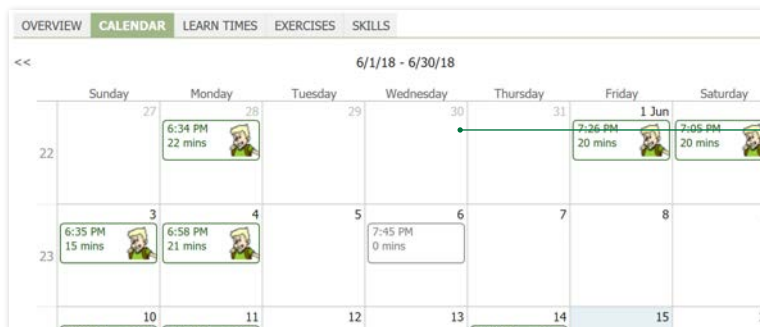 OVERVIEW CALENDAR LEARN TIMES EXERCISES SKILLS
<< 6/1/18 - 6/30/18
Sunday Monday Tuesday Wednesday Thursday Friday Saturday
27 28 29 30 31 1 Jun
22
6:34 PM
22 mins
7:26 PM
20 mins
7:05 PM
20 mins
3 4 5 6 7 8
23
6:35 PM
15 mins
6:58 PM
21 mins
7:45 PM
0 mins
10 11 12 13 14 15